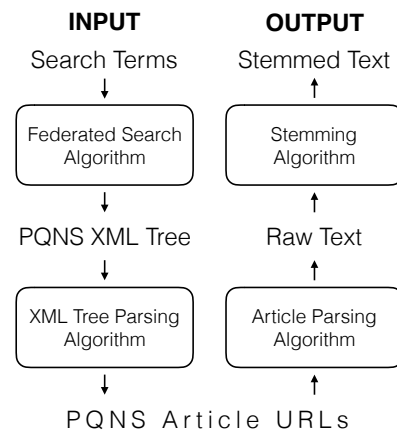 INPUT
Search Terms
Federated Search
Algorithm
PQNS XML Tree
XML Tree Parsing
Algorithm
PQNS Article URLs
OUTPUT
Stemmed Text
Stemming
Algorithm
Raw Text
Article Parsing
Algorithm